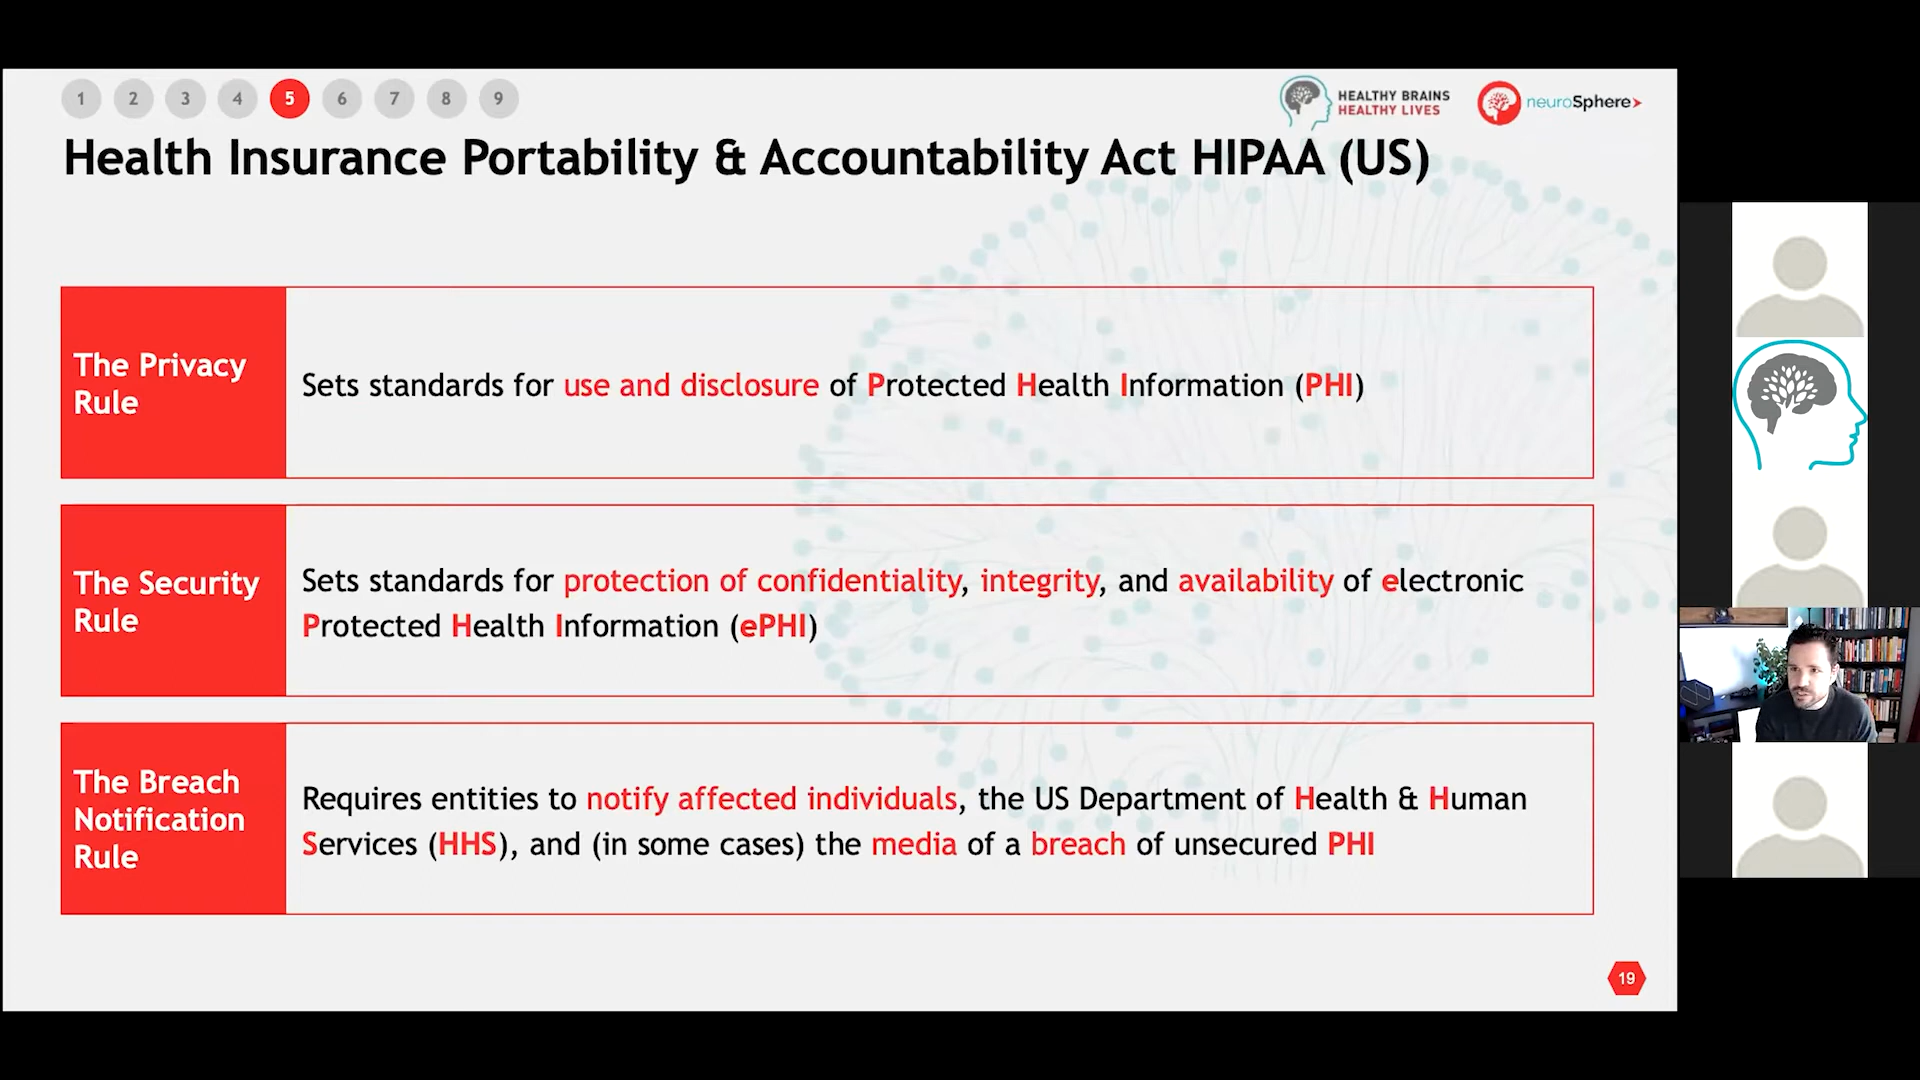 1 2 3 4 5 6 7 8 9
HEALTHY BRAINS
HEALTHY LIVES
neuroSphere
Health Insurance Portability & Accountability Act HIPAA (US)
The Privacy
Rule
Sets standards for use and disclosure of Protected Health Information (PHI)
The Security
Rule
Sets standards for protection of confidentiality, integrity, and availability of electronic
Protected Health Information (ePHI)
The Breach
Notification
Rule
Requires entities to notify affected individuals, the US Department of Health & Human
Services (HHS), and (in some cases) the media of a breach of unsecured PHI
19